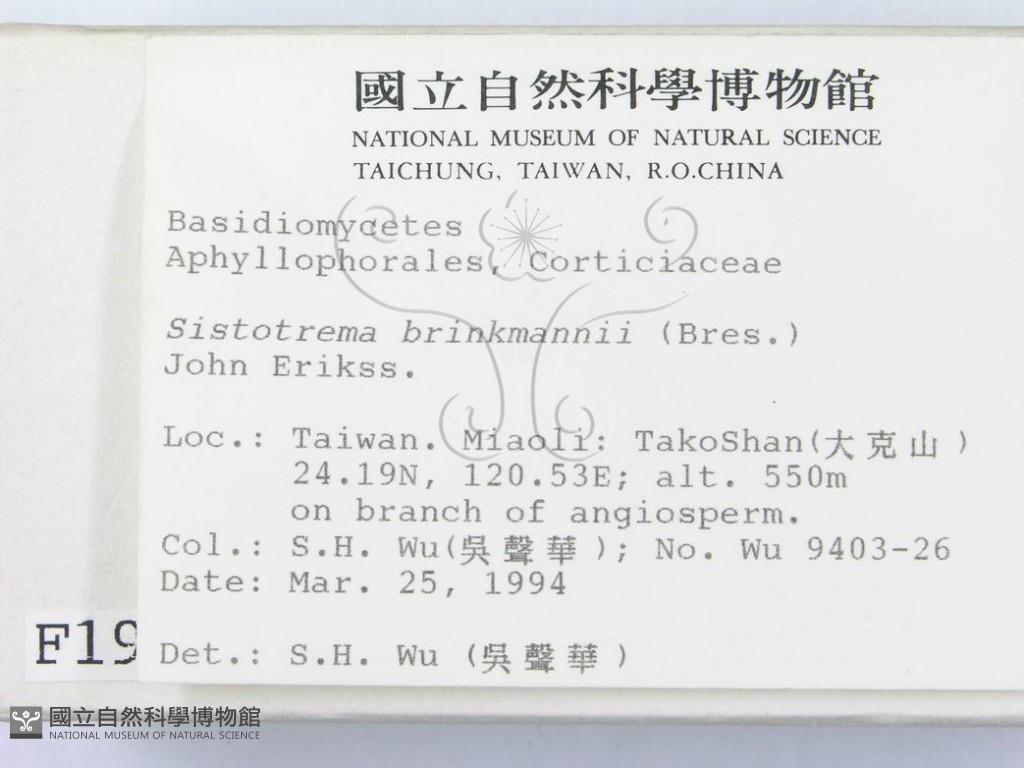 國立自然科學博物館
NATIONAL MUSEUM OF NATURAL SCIENCE
TAICHUNG, TAIWAN, R.O.CHINA
Basidiomycetes
Aphyllophorales, Corticiaceae
Sistotrema brinkmannii (Bres.)
John Erikss.
Loc.: Taiwan. Miaoli: TakoShan(大克山)
24.19N, 120.53E; alt. 550m
on branch of angiosperm.
Col.: S.H. Wu(吳聲華); No. Wu 9403-26
Date: Mar. 25, 1994
F19
Det.: S.H. Wu (吳聲華)
國立自然科學博物館
NATIONAL MUSEUM OF NATURAL SCIENCE